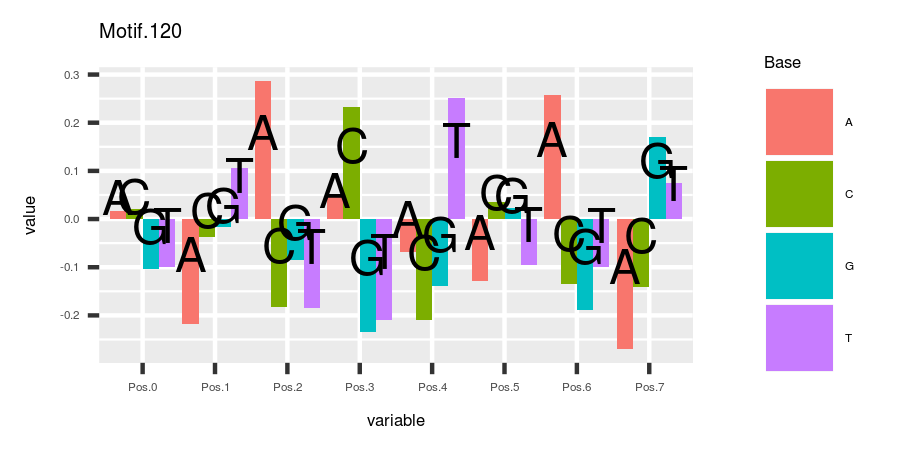 Motif.120
Base
0.3
0.2
0.1
0.0
-0.1
-0.2
value
A C G T A C G T A C G T A C G T A C G T A C G T A C G T A C G T
Pos.0 Pos.1 Pos.2 Pos.3 Pos.4 Pos.5 Pos.6 Pos.7
variable
A
C
G
T